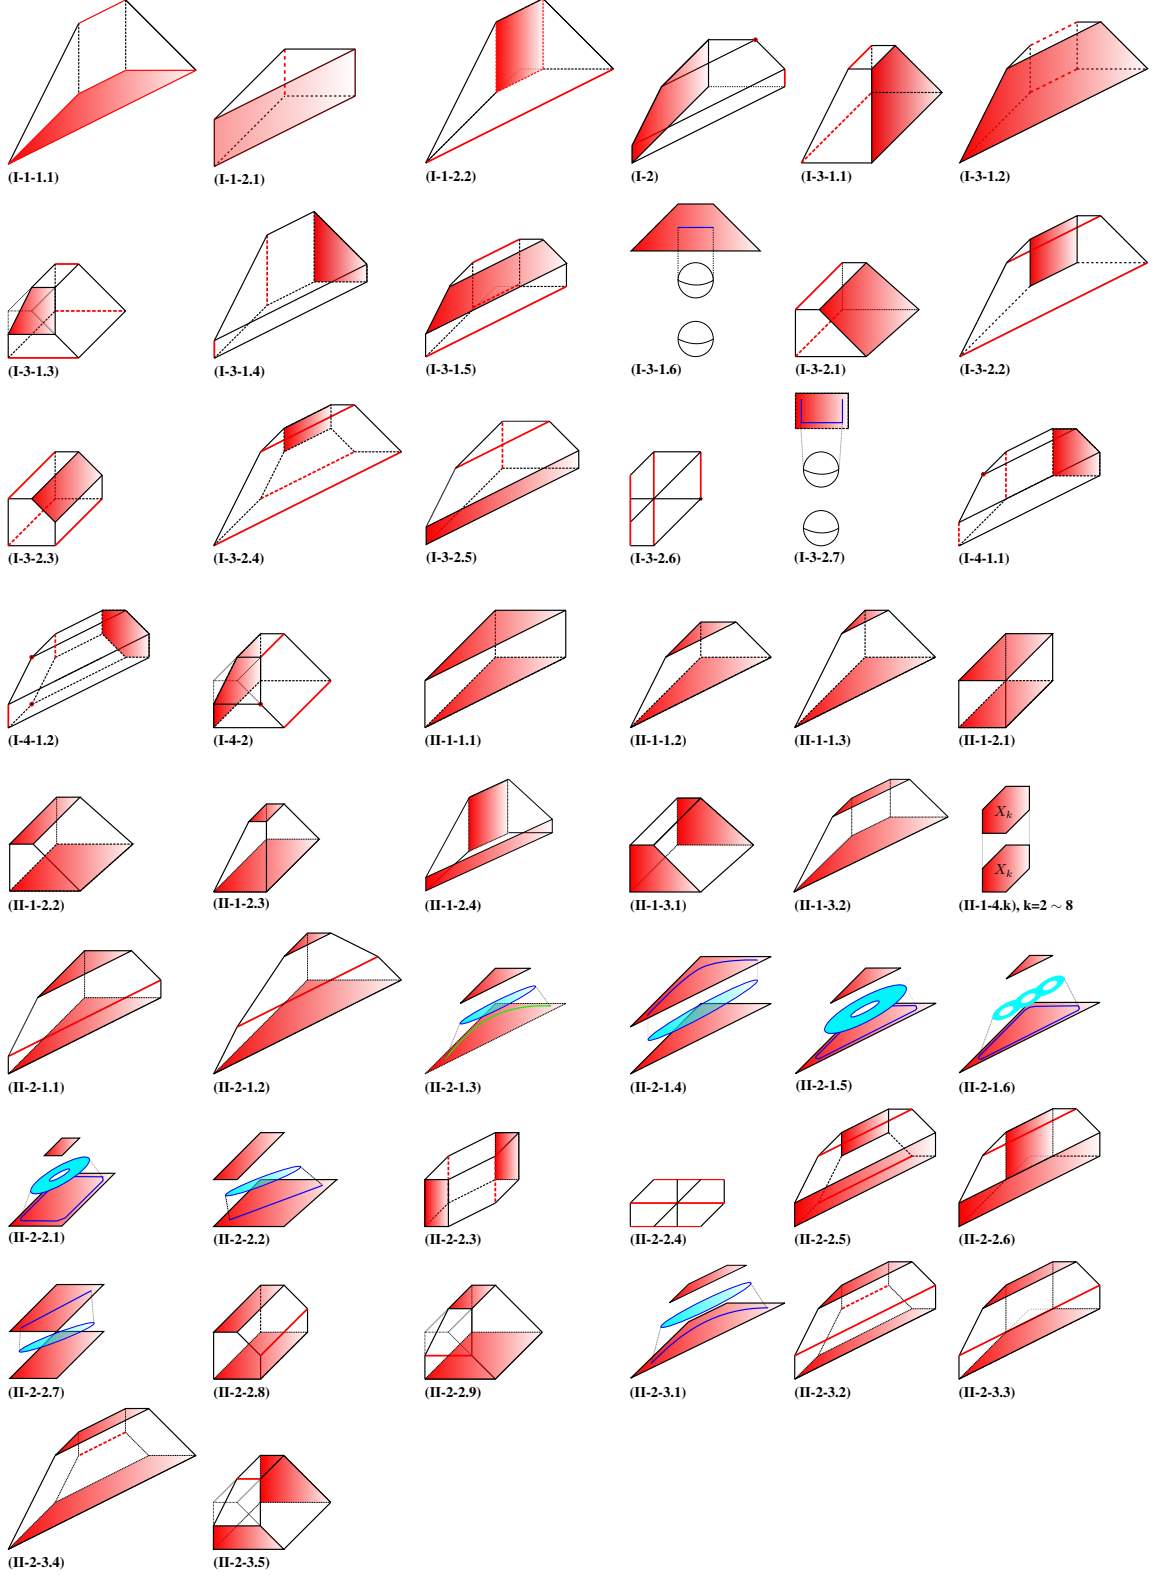 (I-1-1.1) (I-1-2.1) (I-1-2.2) (I-2) (I-3-1.1) (I-3-1.2)
(I-3-1.3) (I-3-1.4) (I-3-1.5) (I-3-1.6) (I-3-2.1) (I-3-2.2)
(I-3-2.3) (I-3-2.4) (I-3-2.5) (I-3-2.6) (I-3-2.7) (I-4-1.1)
(I-4-1.2) (I-4-2) (II-1-1.1) (II-1-1.2) (II-1-1.3) (II-1-2.1)
X_k
X_k
(II-1-2.2) (II-1-2.3) (II-1-2.4) (II-1-3.1) (II-1-3.2) (II-1-4.k), k=2 ∼ 8
(II-2-1.1) (II-2-1.2) (II-2-1.3) (II-2-1.4) (II-2-1.5) (II-2-1.6)
(II-2-2.1) (II-2-2.2) (II-2-2.3) (II-2-2.4) (II-2-2.5) (II-2-2.6)
(II-2-2.7) (II-2-2.8) (II-2-2.9) (II-2-3.1) (II-2-3.2) (II-2-3.3)
(II-2-3.4) (II-2-3.5)